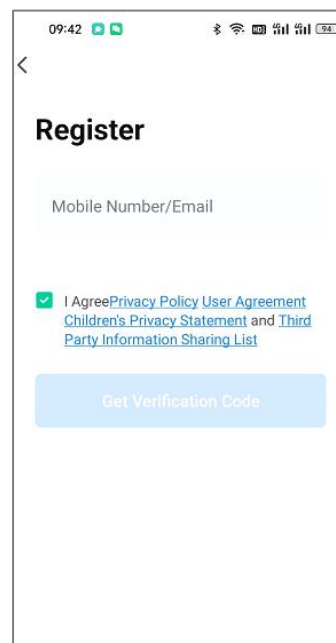 09:42
94
Register
Mobile Number/Email
I AgreePrivacy Policy User Agreement
Children's Privacy Statement and Third
Party Information Sharing List
Get Verification Code